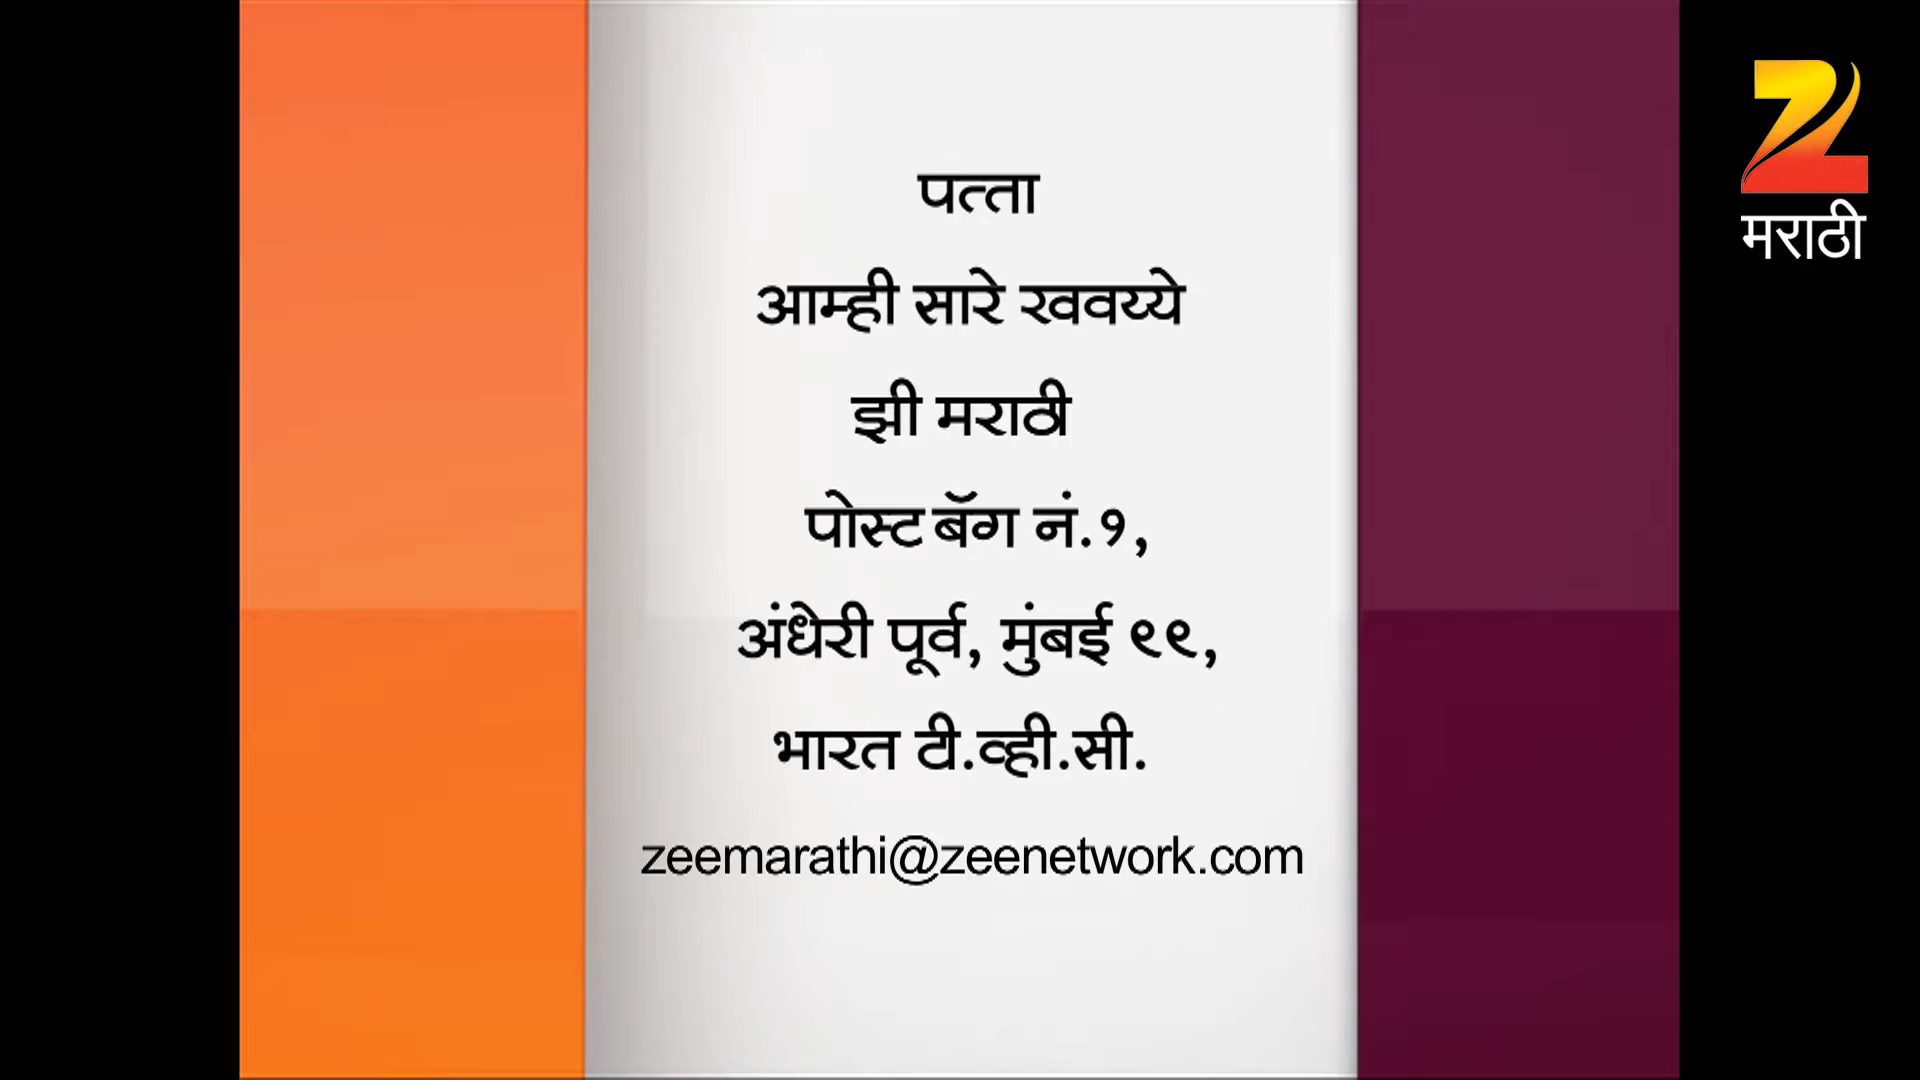 पत्ता
आम्ही सारे खवय्ये
झी मराठी
पोस्ट बॅग नं.१,
अंधेरी पूर्व, मुंबई ९९,
भारत टी.व्ही.सी.
zeemarathi@zeenetwork.com
मराठी